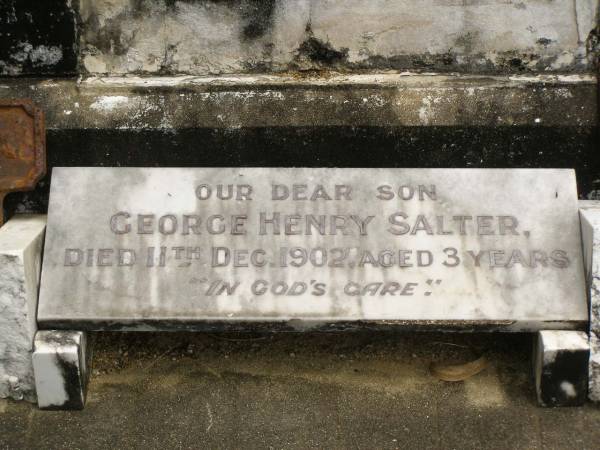 OUR DEAR SON
GEORGE HENRY SALTER,
DIED 11TH DEC. 1902, AGED 3 YEARS
"IN GOD'S CARE".